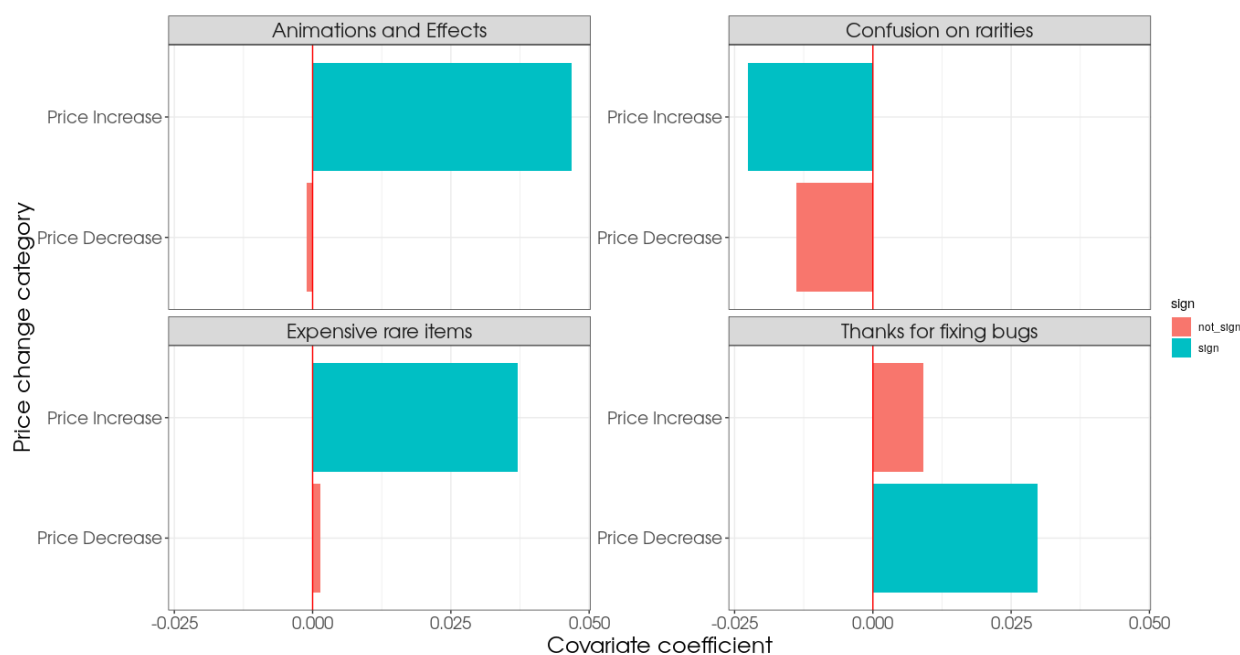 Animations and Effects
Confusion on rarities
Price Increase
Price Decrease
Price Increase
Price Decrease
Expensive rare items
Thanks for fixing bugs
Price Increase
Price Decrease
Price Increase
Price Decrease
-0.025 0.000 0.025 0.050
-0.025 0.000 0.025 0.050
Covariate coefficient
Price change category
sign
not_sign
sign